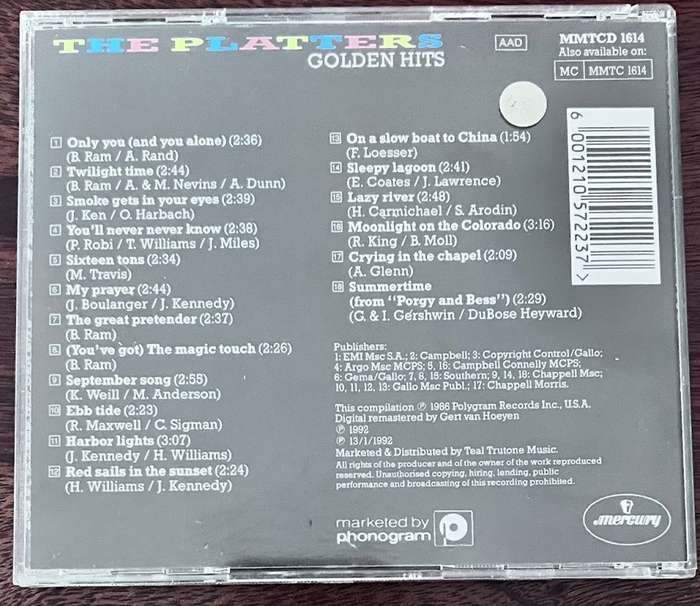 THE PLATTERS
GOLDEN HITS
AAD
MMTCD 1614
Also available on:
MC MMTC 1614
1 Only you (and you alone) (2:36)
(B. Ram / A. Rand)
2 Twilight time (2:44)
(B. Ram / A. & M. Nevins / A. Dunn)
3 Smoke gets in your eyes (2:39)
(J. Ken / O. Harbach)
4 You'll never never know (2:38)
(P. Robi / T. Williams / J. Miles)
5 Sixteen tons (2:34)
(M. Travis)
6 My prayer (2:44)
(J. Boulanger / J. Kennedy)
7 The great pretender (2:37)
(B. Ram)
8 (You've got) The magic touch (2:26)
(B. Ram)
9 September song (2:55)
(K. Weill / M. Anderson)
10 Ebb tide (2:23)
(R. Maxwell / C. Sigman)
11 Harbor lights (3:07)
(J. Kennedy / H. Williams)
12 Red sails in the sunset (2:24)
(H. Williams / J. Kennedy)
13 On a slow boat to China (1:54)
(F. Loesser)
14 Sleepy lagoon (2:41)
(E. Coates / J. Lawrence)
15 Lazy river (2:48)
(H. Carmichael / S. Arodin)
16 Moonlight on the Colorado (3:16)
(R. King / B. Moll)
17 Crying in the chapel (2:09)
(A. Glenn)
18 Summertime
(from "Porgy and Bess") (2:29)
(G. & I. Gershwin / DuBose Heyward)
6 001210 572237 >
Publishers:
1: EMI Msc S.A.; 2: Campbell; 3: Copyright Control/Gallo;
4: Argo Msc MCPS; 5, 16: Campbell Connelly MCPS;
6: Gema/Gallo; 7, 8, 15: Southern; 9, 14, 18: Chappell Msc;
10, 11, 12, 13: Gallo Msc Publ.; 17: Chappell Morris.
This compilation ℗ 1986 Polygram Records Inc., U.S.A.
Digital remastered by Gert van Hoeyen
℗ 1992
℗ 13/1/1992
Marketed & Distributed by Teal Trutone Music.
All rights of the producer and of the owner of the work reproduced
reserved. Unauthorised copying, hiring, lending, public
performance and broadcasting of this recording prohibited.
marketed by
phonogram
mercury